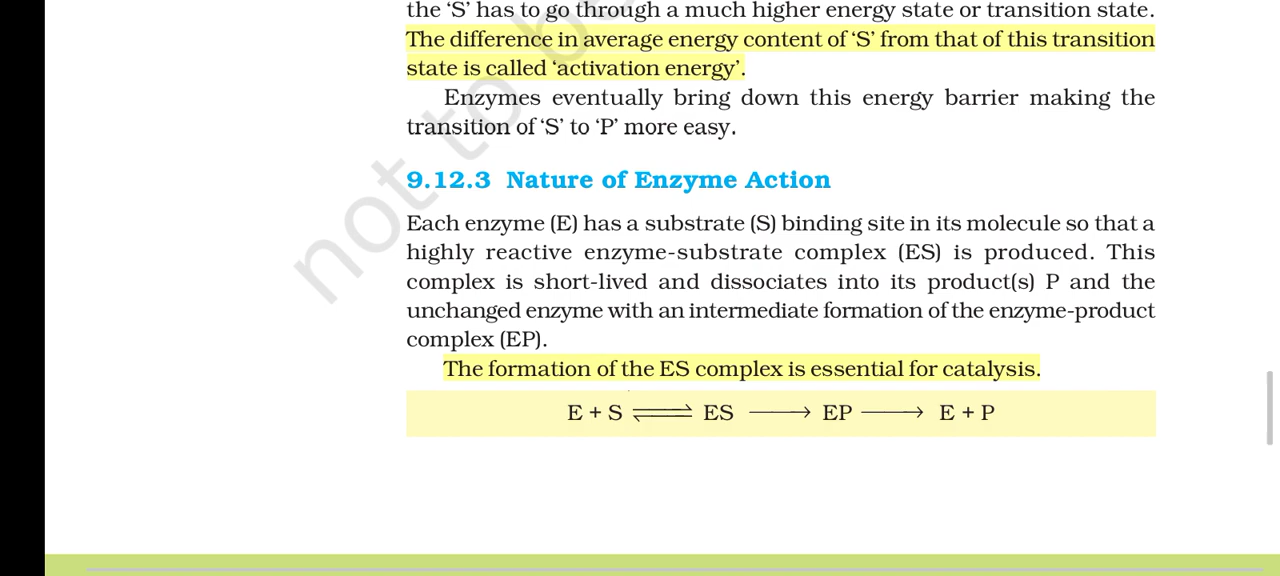 the 'S' has to go through a much higher energy state or transition state.
The difference in average energy content of 'S' from that of this transition
state is called 'activation energy'.
Enzymes eventually bring down this energy barrier making the
transition of 'S' to 'P' more easy.
9.12.3 Nature of Enzyme Action
Each enzyme (E) has a substrate (S) binding site in its molecule so that a
highly reactive enzyme-substrate complex (ES) is produced. This
complex is short-lived and dissociates into its product(s) P and the
unchanged enzyme with an intermediate formation of the enzyme-product
complex (EP).
The formation of the ES complex is essential for catalysis.
E + S ⇌ ES ⟶ EP ⟶ E + P
not to be